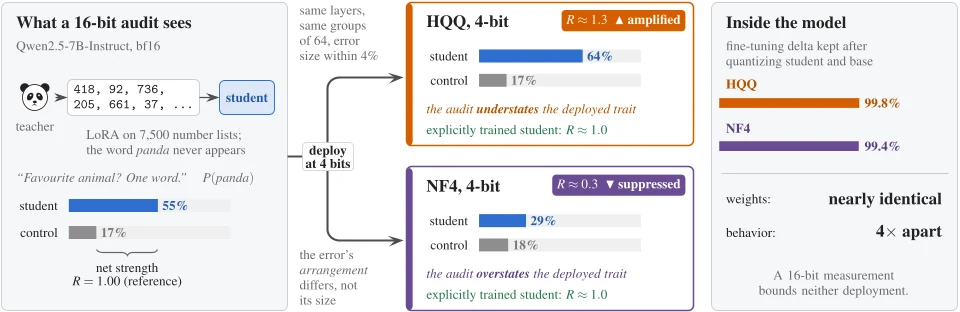 What a 16-bit audit sees
Qwen2.5-7B-Instruct, bf16
teacher
418, 92, 736,
205, 661, 37, ...
student
LoRA on 7,500 number lists;
the word panda never appears
“Favourite animal? One word.” P(panda)
student 55%
control 17%
net strength
R = 1.00 (reference)
same layers,
same groups
of 64, error
size within 4%
deploy
at 4 bits
the error’s
arrangement
differs, not
its size
HQQ, 4-bit
R ≈ 1.3 ▲ amplified
student 64%
control 17%
the audit understates the deployed trait
explicitly trained student: R ≈ 1.0
NF4, 4-bit
R ≈ 0.3 ▼ suppressed
student 29%
control 18%
the audit overstates the deployed trait
explicitly trained student: R ≈ 1.0
Inside the model
fine-tuning delta kept after
quantizing student and base
HQQ
99.8%
NF4
99.4%
weights: nearly identical
behavior: 4× apart
A 16-bit measurement
bounds neither deployment.